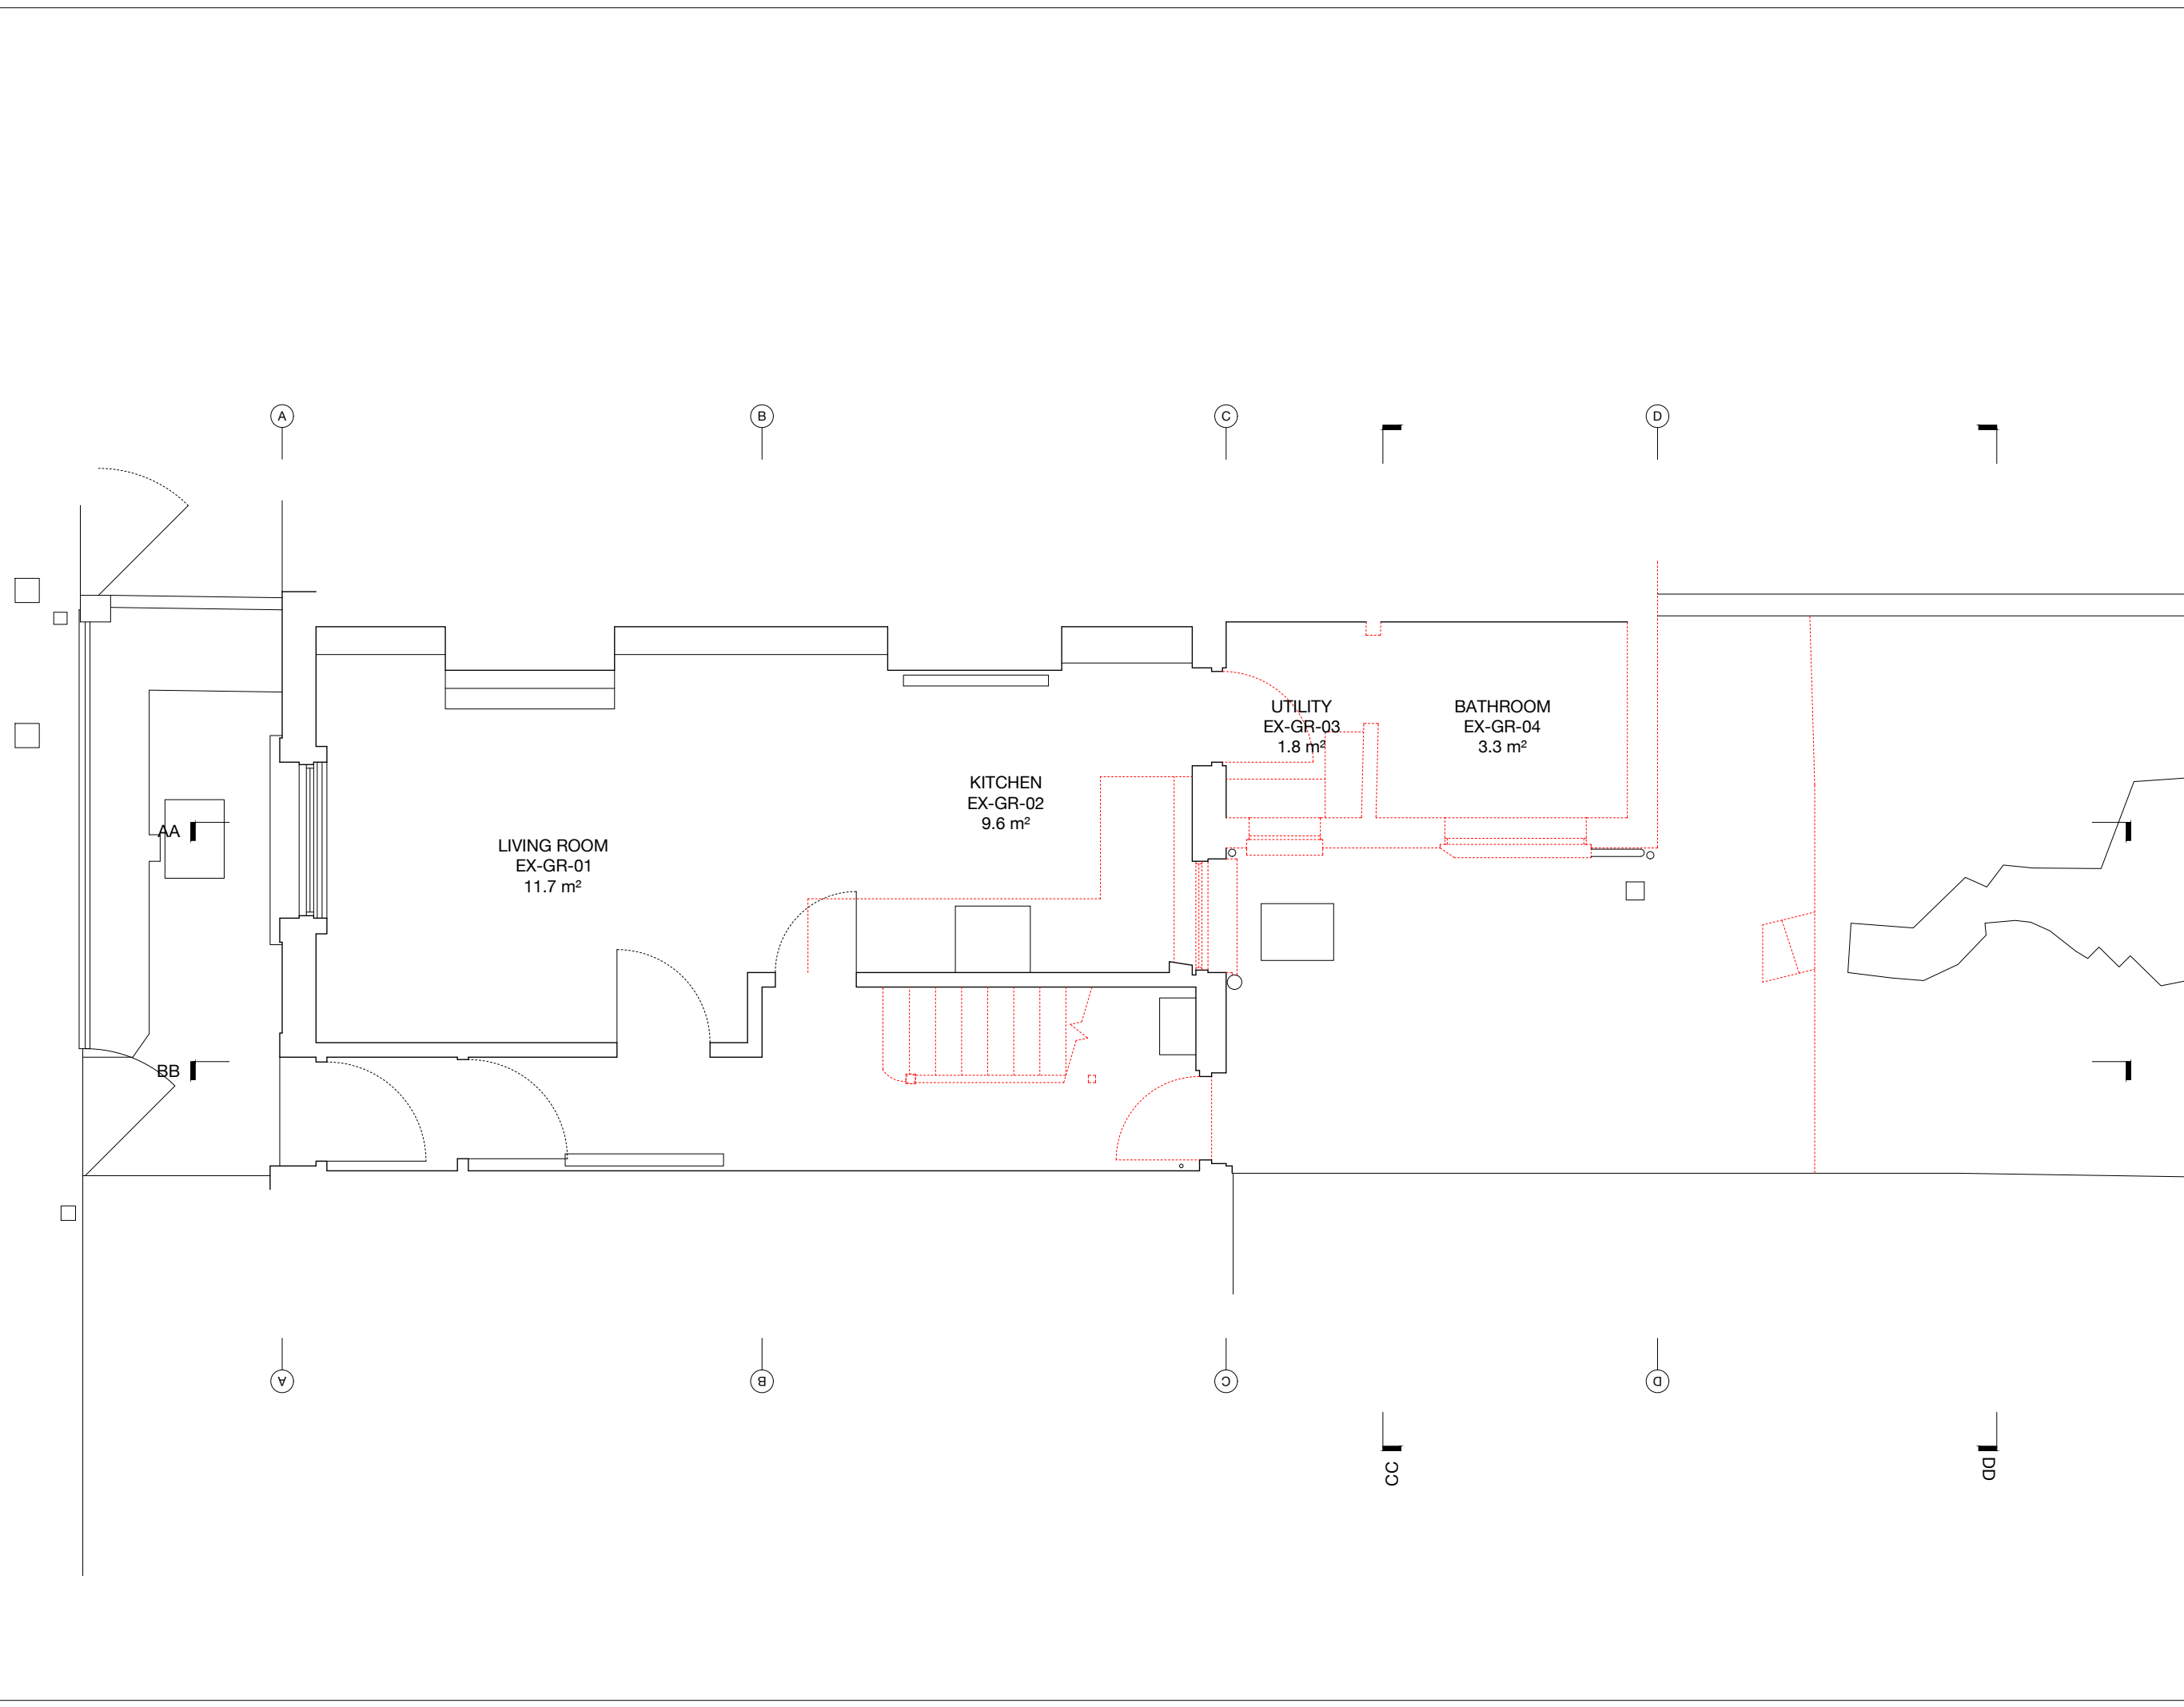 A
B
C
D
UTILITY
EX-GR-03
1.8 m²
BATHROOM
EX-GR-04
3.3 m²
KITCHEN
EX-GR-02
9.6 m²
AA
LIVING ROOM
EX-GR-01
11.7 m²
BB
A
B
C
D
CC
DD